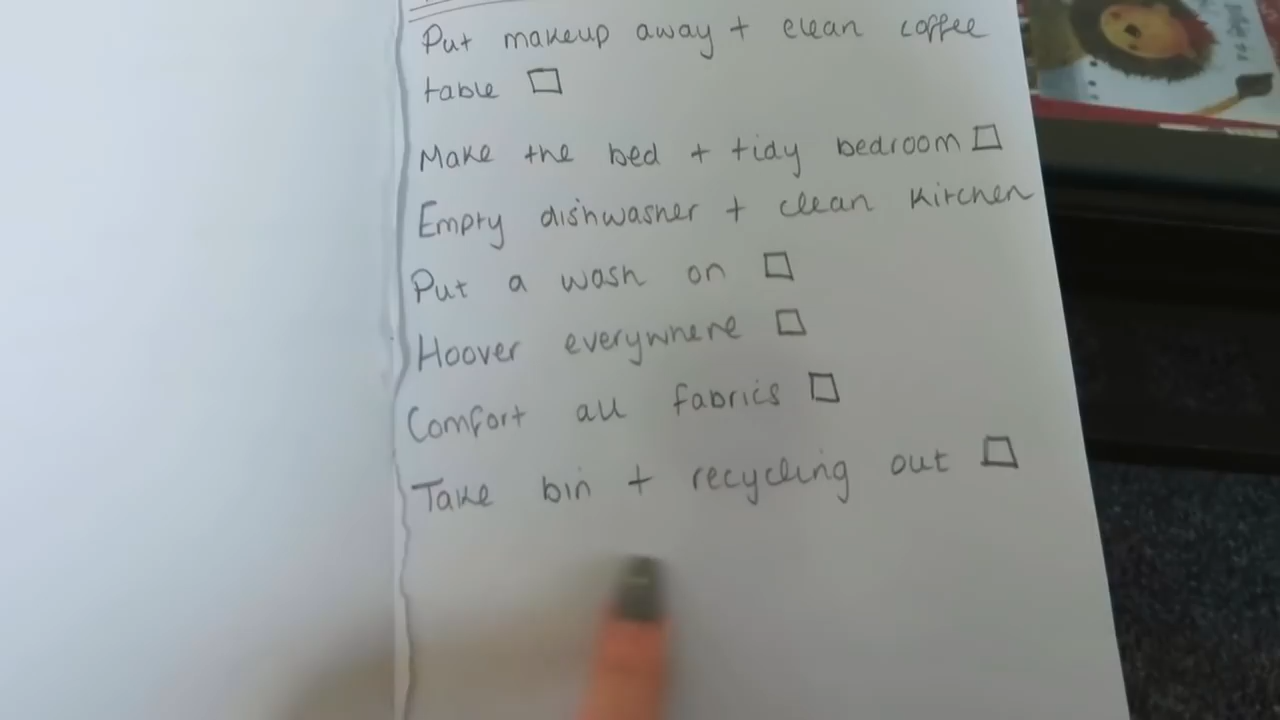 Put makeup away + clean coffee
table □
Make the bed + tidy bedroom □
Empty dishwasher + clean kitchen
Put a wash on □
Hoover everywhere □
Comfort all fabrics □
Take bin + recycling out □